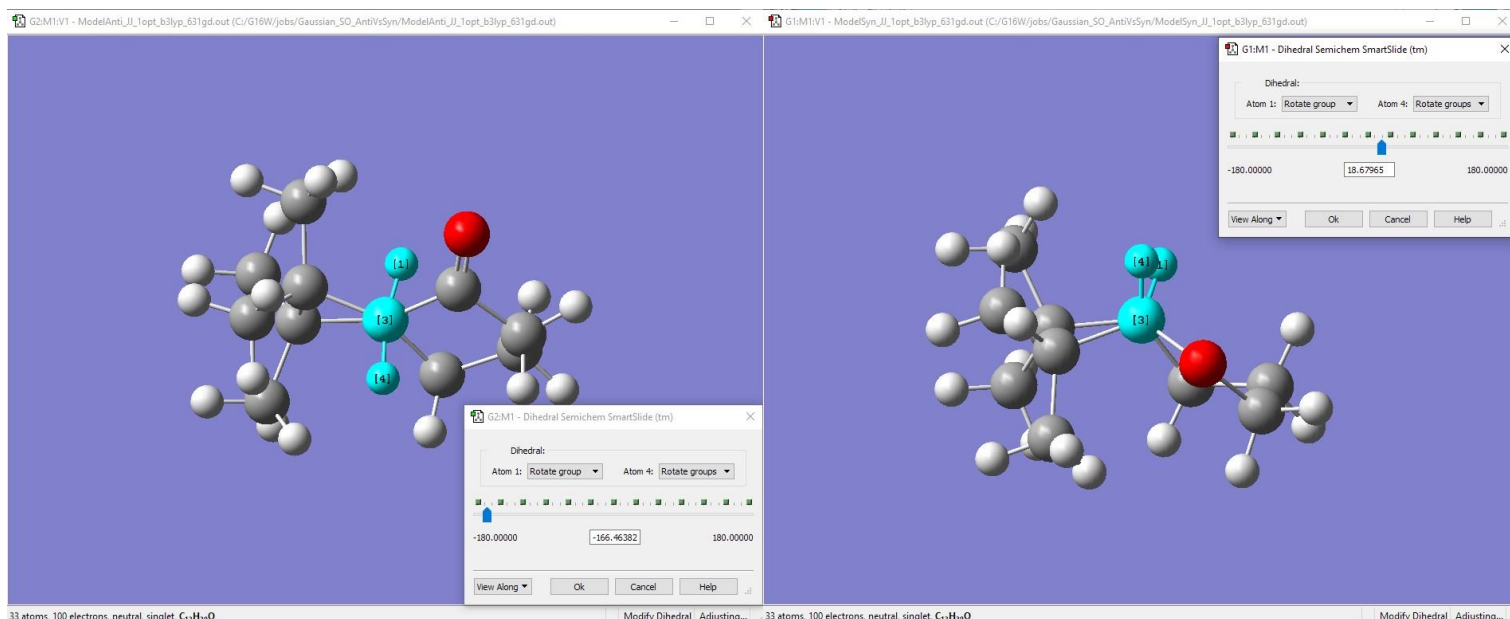 G2:M1:V1 - ModelAnti_JJ_1opt_b3lyp_631gd.out (C:/G16W/jobs/Gaussian_SO_AntiVsSyn/ModelAnti_JJ_1opt_b3lyp_631gd.out)
[1]
[3]
[4]
G2:M1 - Dihedral Semichem SmartSlide (tm)
Dihedral:
Atom 1: Rotate group Atom 4: Rotate groups
-180.00000 -166.46382 180.00000
View Along Ok Cancel Help
33 atoms, 100 electrons, neutral, singlet, C₁₂H₂₀O Modify Dihedral Adjusting...
G1:M1:V1 - ModelSyn_JJ_1opt_b3lyp_631gd.out (C:/G16W/jobs/Gaussian_SO_AntiVsSyn/ModelSyn_JJ_1opt_b3lyp_631gd.out)
G1:M1 - Dihedral Semichem SmartSlide (tm)
Dihedral:
Atom 1: Rotate group Atom 4: Rotate groups
-180.00000 18.67965 180.00000
View Along Ok Cancel Help
[4] 1]
[3]
33 atoms, 100 electrons, neutral, singlet, C₁₂H₂₀O Modify Dihedral Adjusting...